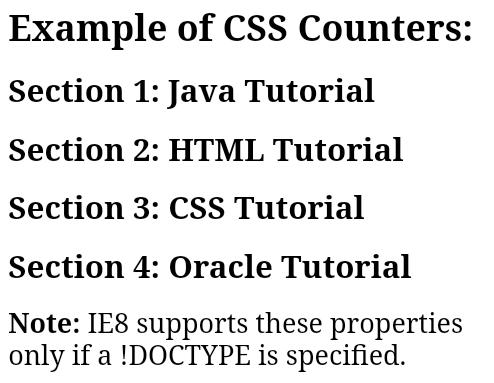 Example of CSS Counters:
Section 1: Java Tutorial
Section 2: HTML Tutorial
Section 3: CSS Tutorial
Section 4: Oracle Tutorial
Note: IE8 supports these properties
only if a !DOCTYPE is specified.